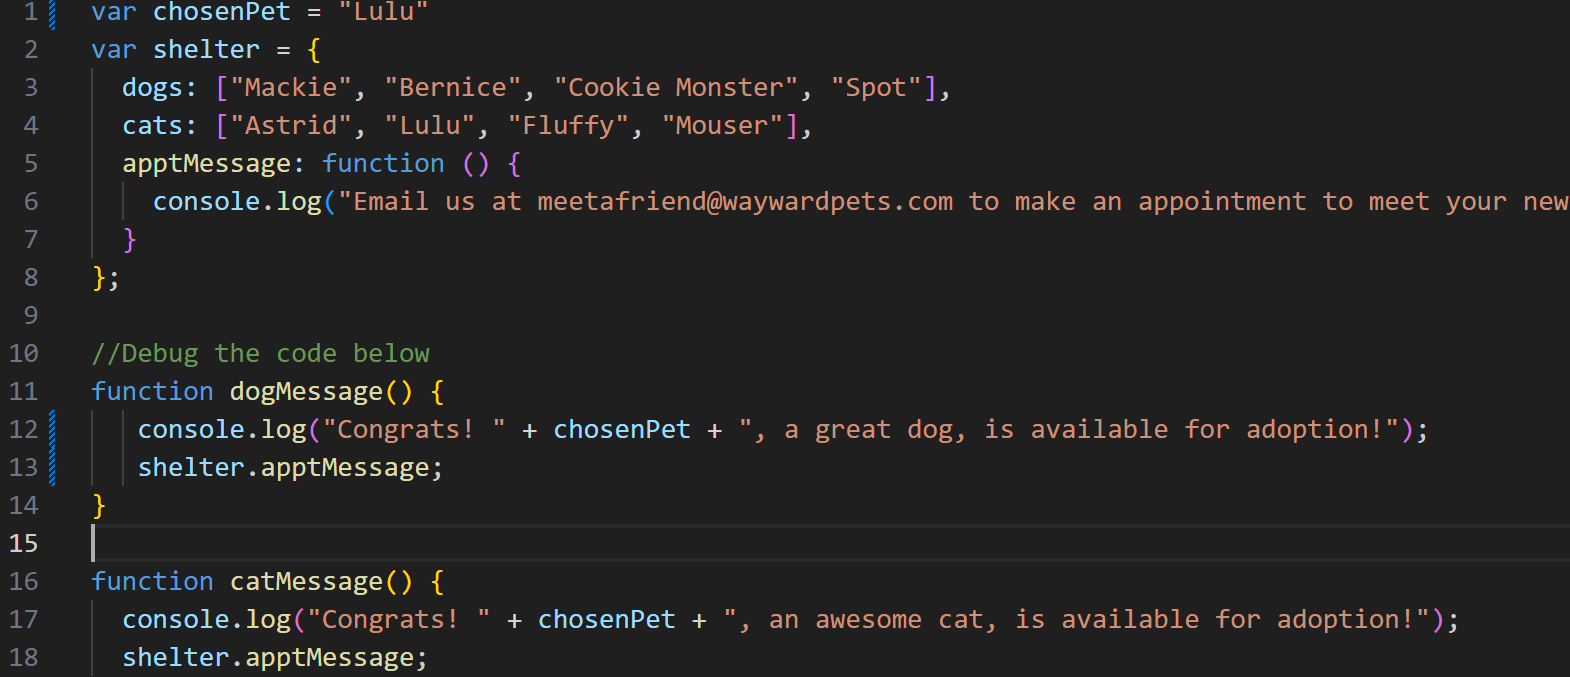 1 var chosenPet = "Lulu"
2 var shelter = {
3 dogs: ["Mackie", "Bernice", "Cookie Monster", "Spot"],
4 cats: ["Astrid", "Lulu", "Fluffy", "Mouser"],
5 apptMessage: function () {
6 console.log("Email us at meetafriend@waywardpets.com to make an appointment to meet your new
7 }
8 };
9
10 //Debug the code below
11 function dogMessage() {
12 console.log("Congrats! " + chosenPet + ", a great dog, is available for adoption!");
13 shelter.apptMessage;
14 }
15
16 function catMessage() {
17 console.log("Congrats! " + chosenPet + ", an awesome cat, is available for adoption!");
18 shelter.apptMessage;